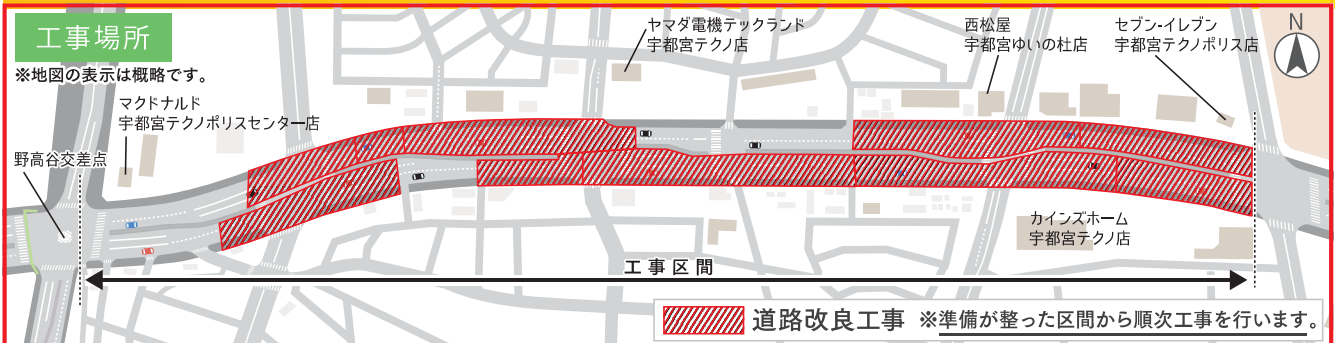 工事場所
※地図の表示は概略です。
マクドナルド
宇都宮テクノポリスセンター店
野高谷交差点
ヤマダ電機テックランド
宇都宮テクノ店
西松屋
宇都宮ゆいの杜店
セブン-イレブン
宇都宮テクノポリス店
N
カインズホーム
宇都宮テクノ店
工事区間
道路改良工事 ※準備が整った区間から順次工事を行います。